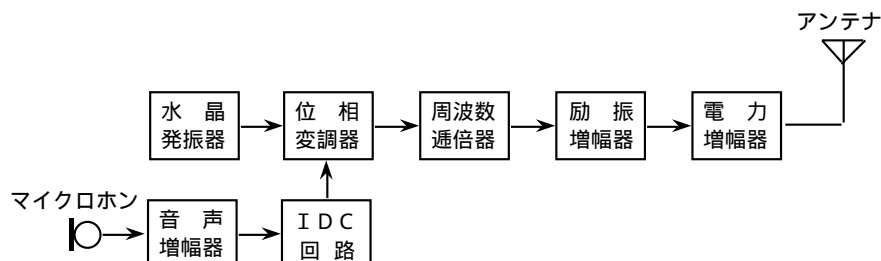 アンテナ
水 晶
発振器
位 相
変調器
周波数
逓倍器
励 振
増幅器
電 力
増幅器
マイクロホン
音 声
増幅器
ＩＤＣ
回 路